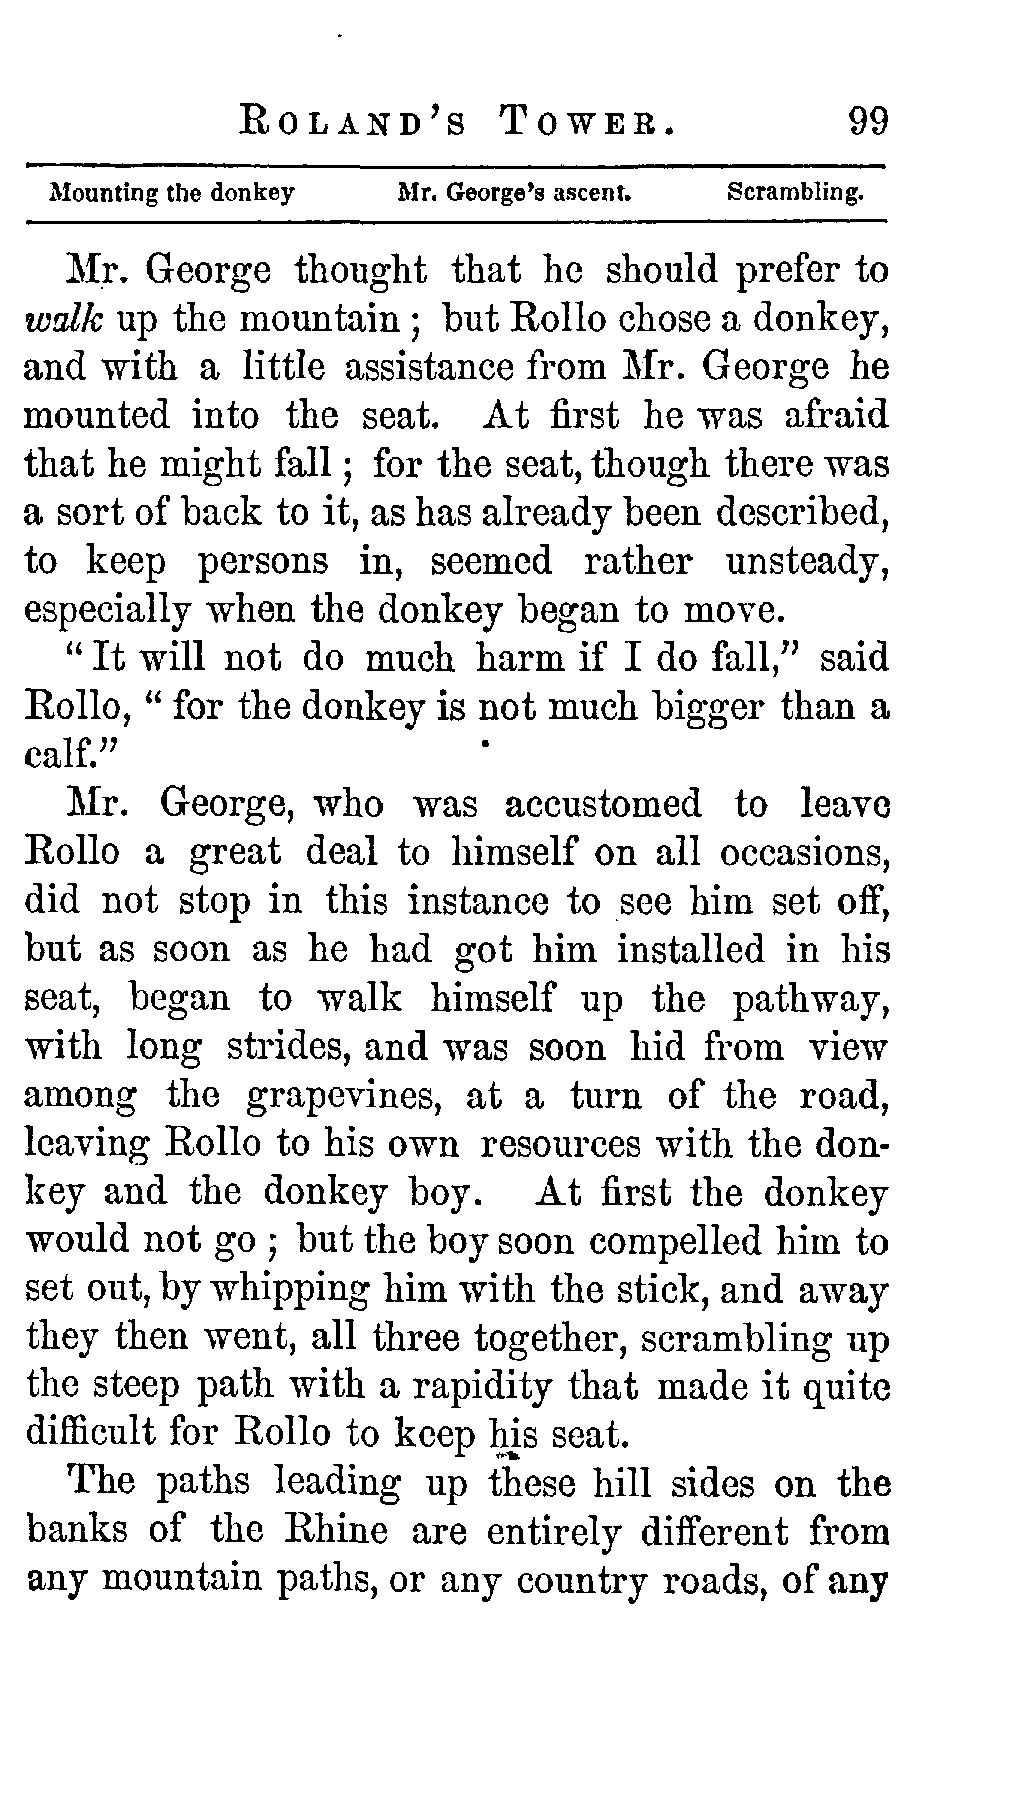 ROLAND'S TOWER. 99
Mounting the donkey Mr. George's ascent. Scrambling.
Mr. George thought that he should prefer to
walk up the mountain ; but Rollo chose a donkey,
and with a little assistance from Mr. George he
mounted into the seat. At first he was afraid
that he might fall ; for the seat, though there was
a sort of back to it, as has already been described,
to keep persons in, seemed rather unsteady,
especially when the donkey began to move.
“ It will not do much harm if I do fall,” said
Rollo, “ for the donkey is not much bigger than a
calf.”
Mr. George, who was accustomed to leave
Rollo a great deal to himself on all occasions,
did not stop in this instance to see him set off,
but as soon as he had got him installed in his
seat, began to walk himself up the pathway,
with long strides, and was soon hid from view
among the grapevines, at a turn of the road,
leaving Rollo to his own resources with the don-
key and the donkey boy. At first the donkey
would not go ; but the boy soon compelled him to
set out, by whipping him with the stick, and away
they then went, all three together, scrambling up
the steep path with a rapidity that made it quite
difficult for Rollo to keep his seat.
The paths leading up these hill sides on the
banks of the Rhine are entirely different from
any mountain paths, or any country roads, of any